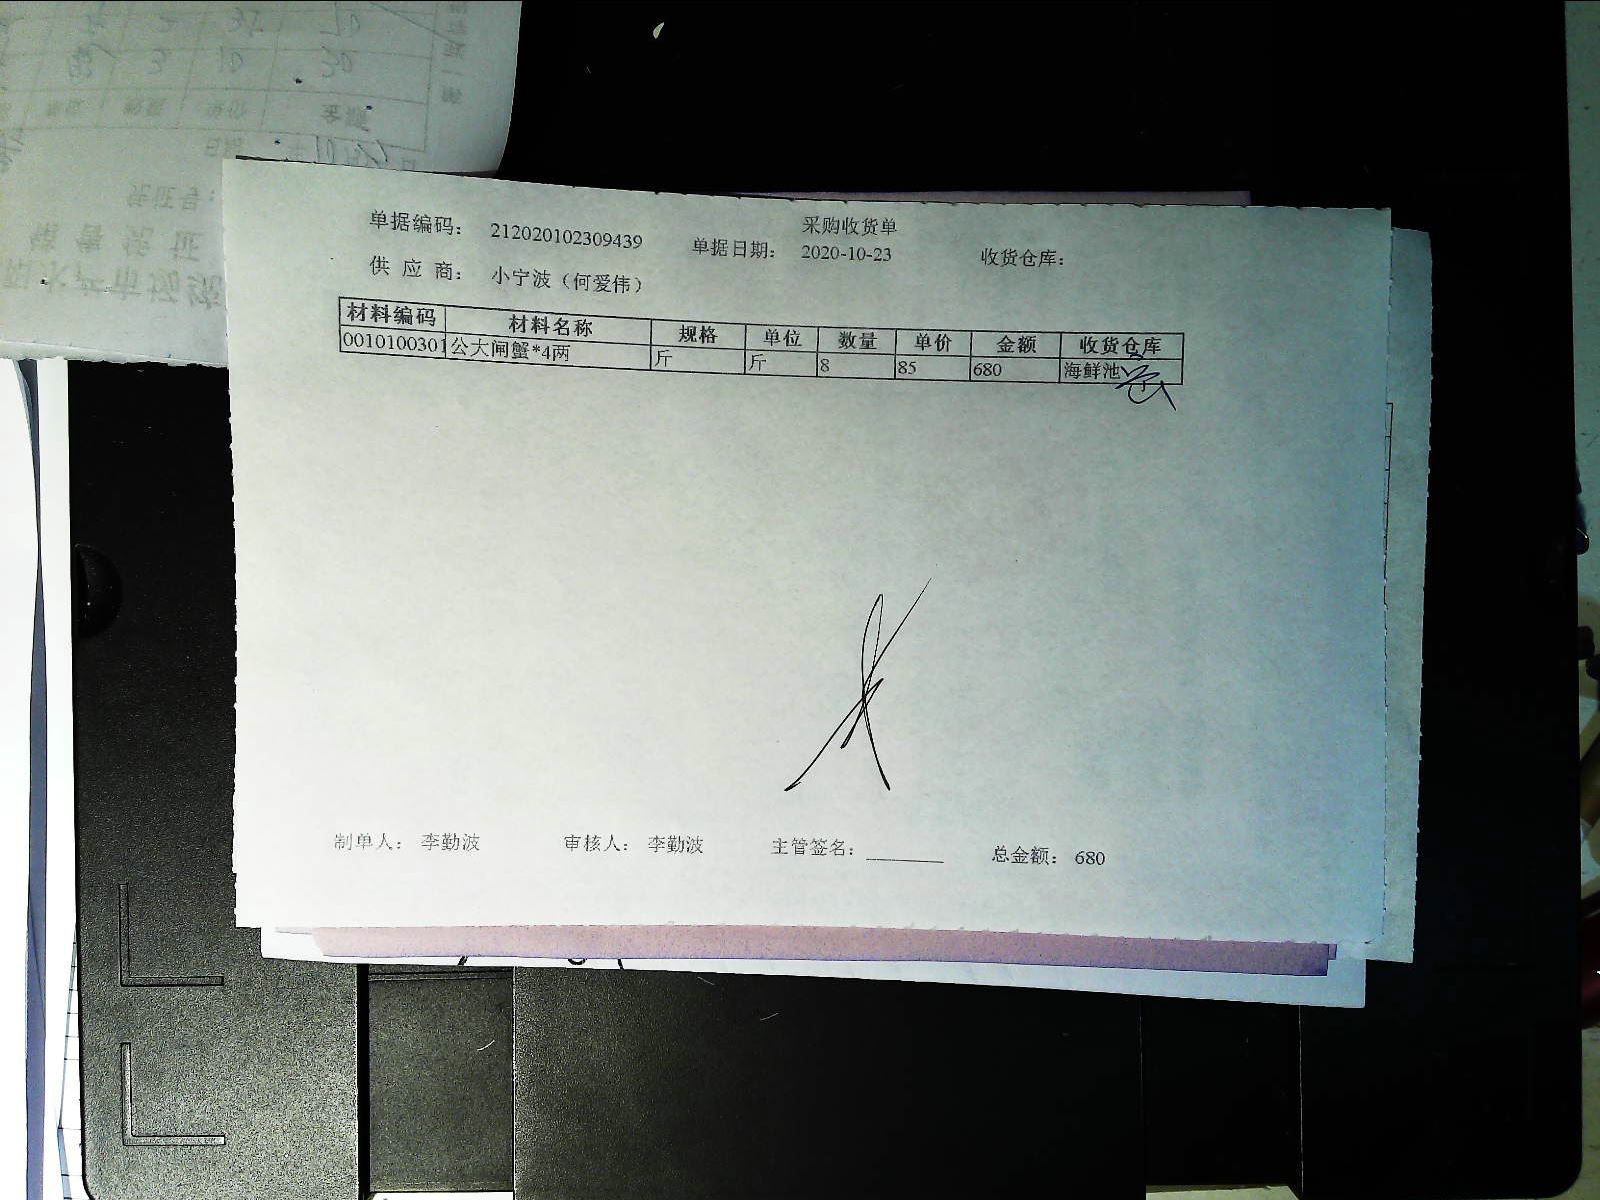 采购收货单
单据编码： 212020102309439 单据日期： 2020-10-23 收货仓库：
供 应 商： 小宁波（何爱伟）
材料编码 材料名称 规格 单位 数量 单价 金额 收货仓库
0010100301 公大闸蟹*4两 斤 斤 8 85 680 海鲜池
制单人： 李勤波 审核人： 李勤波 主管签名： 总金额： 680